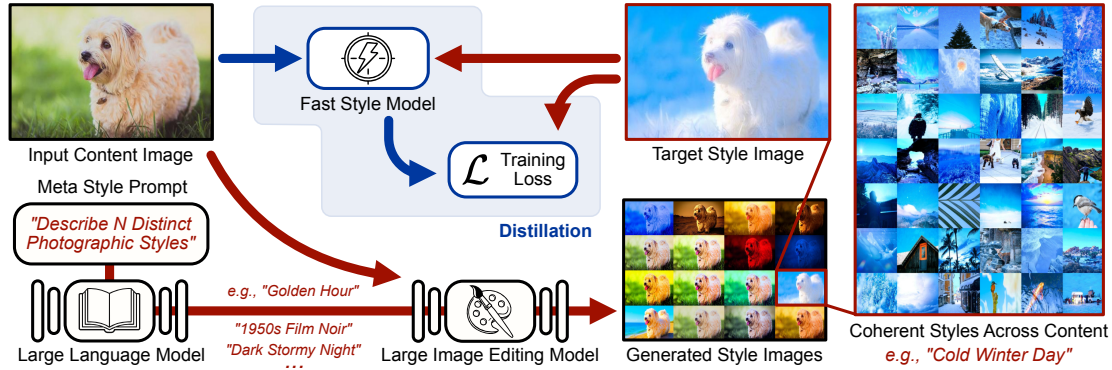 Input Content Image
Fast Style Model
ℒ Training
Loss
Distillation
Target Style Image
Meta Style Prompt
"Describe N Distinct
Photographic Styles"
Large Language Model
e.g., "Golden Hour"
"1950s Film Noir"
"Dark Stormy Night"
...
Large Image Editing Model
Generated Style Images
Coherent Styles Across Content
e.g., "Cold Winter Day"